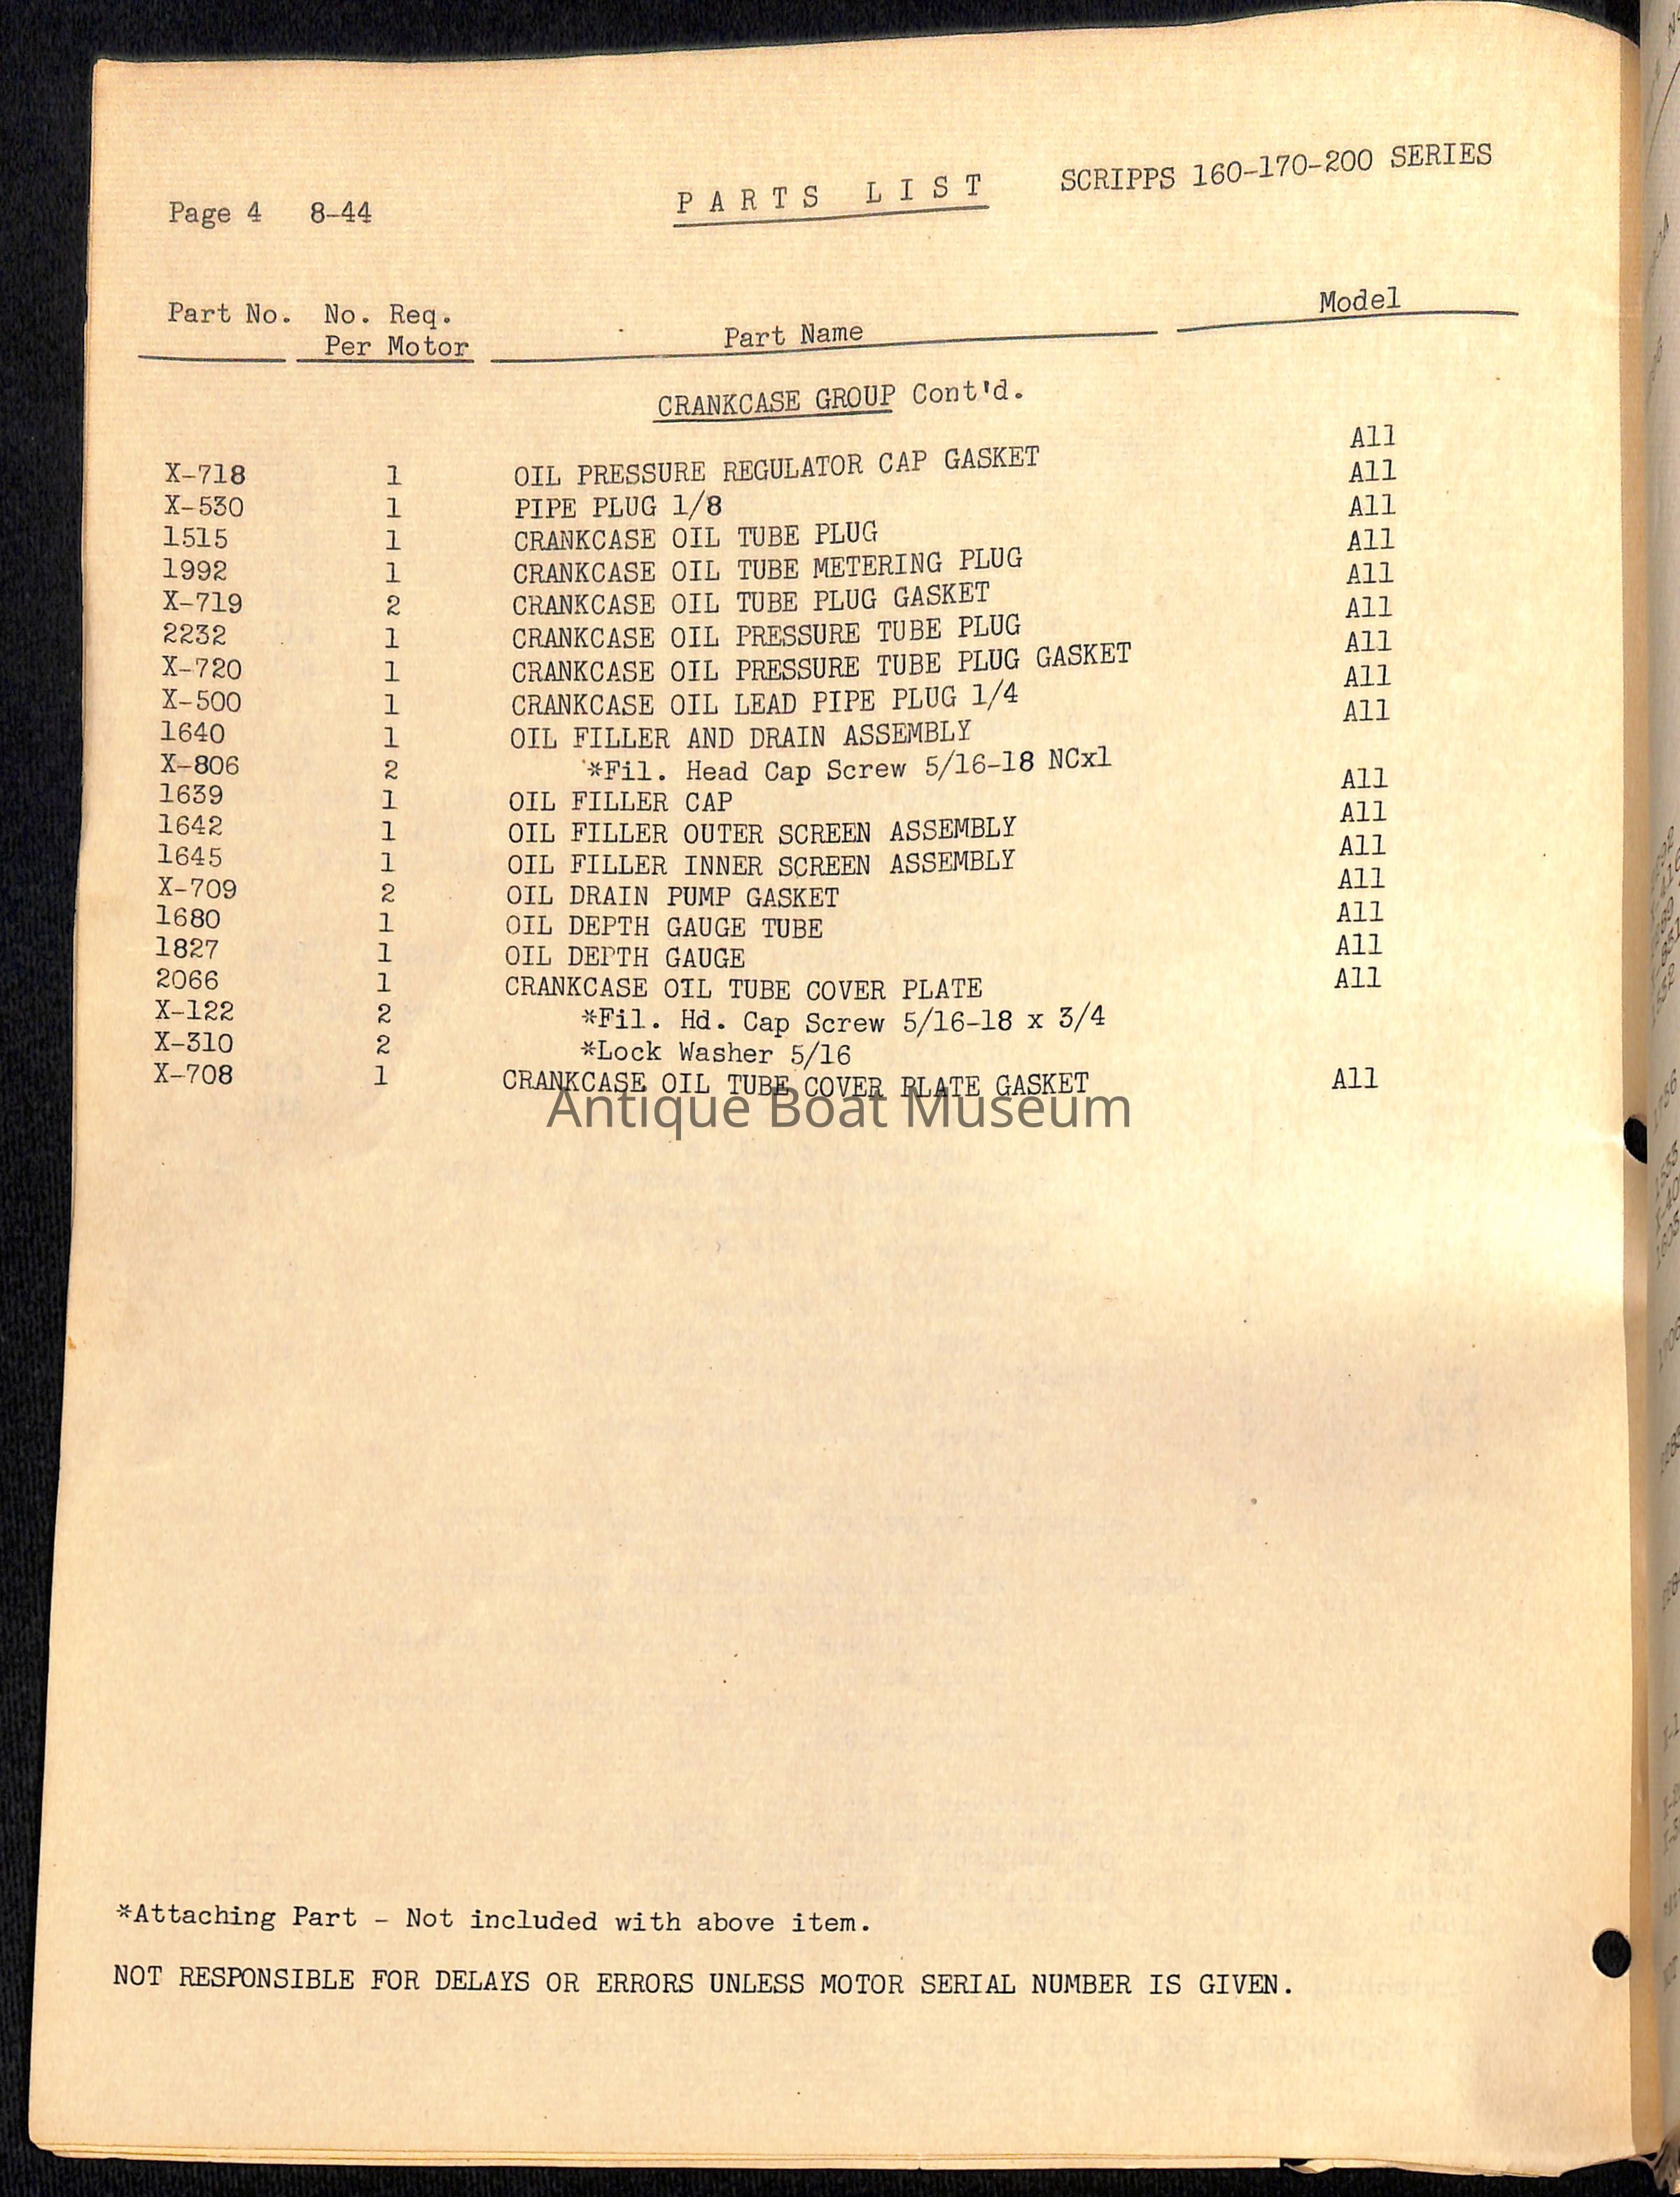 Page 4 8-44 PARTS LIST SCRIPPS 160-170-200 SERIES
Part No. No. Req. Per Motor Part Name Model
CRANKCASE GROUP Cont'd.
X-718 1 OIL PRESSURE REGULATOR CAP GASKET All
X-530 1 PIPE PLUG 1/8 All
1515 1 CRANKCASE OIL TUBE PLUG All
1992 1 CRANKCASE OIL TUBE METERING PLUG All
X-719 2 CRANKCASE OIL TUBE PLUG GASKET All
2232 1 CRANKCASE OIL PRESSURE TUBE PLUG All
X-720 1 CRANKCASE OIL PRESSURE TUBE PLUG GASKET All
X-500 1 CRANKCASE OIL LEAD PIPE PLUG 1/4 All
1640 1 OIL FILLER AND DRAIN ASSEMBLY All
X-806 2 *Fil. Head Cap Screw 5/16-18 NCx1
1639 1 OIL FILLER CAP All
1642 1 OIL FILLER OUTER SCREEN ASSEMBLY All
1645 1 OIL FILLER INNER SCREEN ASSEMBLY All
X-709 2 OIL DRAIN PUMP GASKET All
1680 1 OIL DEPTH GAUGE TUBE All
1827 1 OIL DEPTH GAUGE All
2066 1 CRANKCASE OIL TUBE COVER PLATE All
X-122 2 *Fil. Hd. Cap Screw 5/16-18 x 3/4
X-310 2 *Lock Washer 5/16
X-708 1 CRANKCASE OIL TUBE COVER PLATE GASKET All
Antique Boat Museum
*Attaching Part - Not included with above item.
NOT RESPONSIBLE FOR DELAYS OR ERRORS UNLESS MOTOR SERIAL NUMBER IS GIVEN.